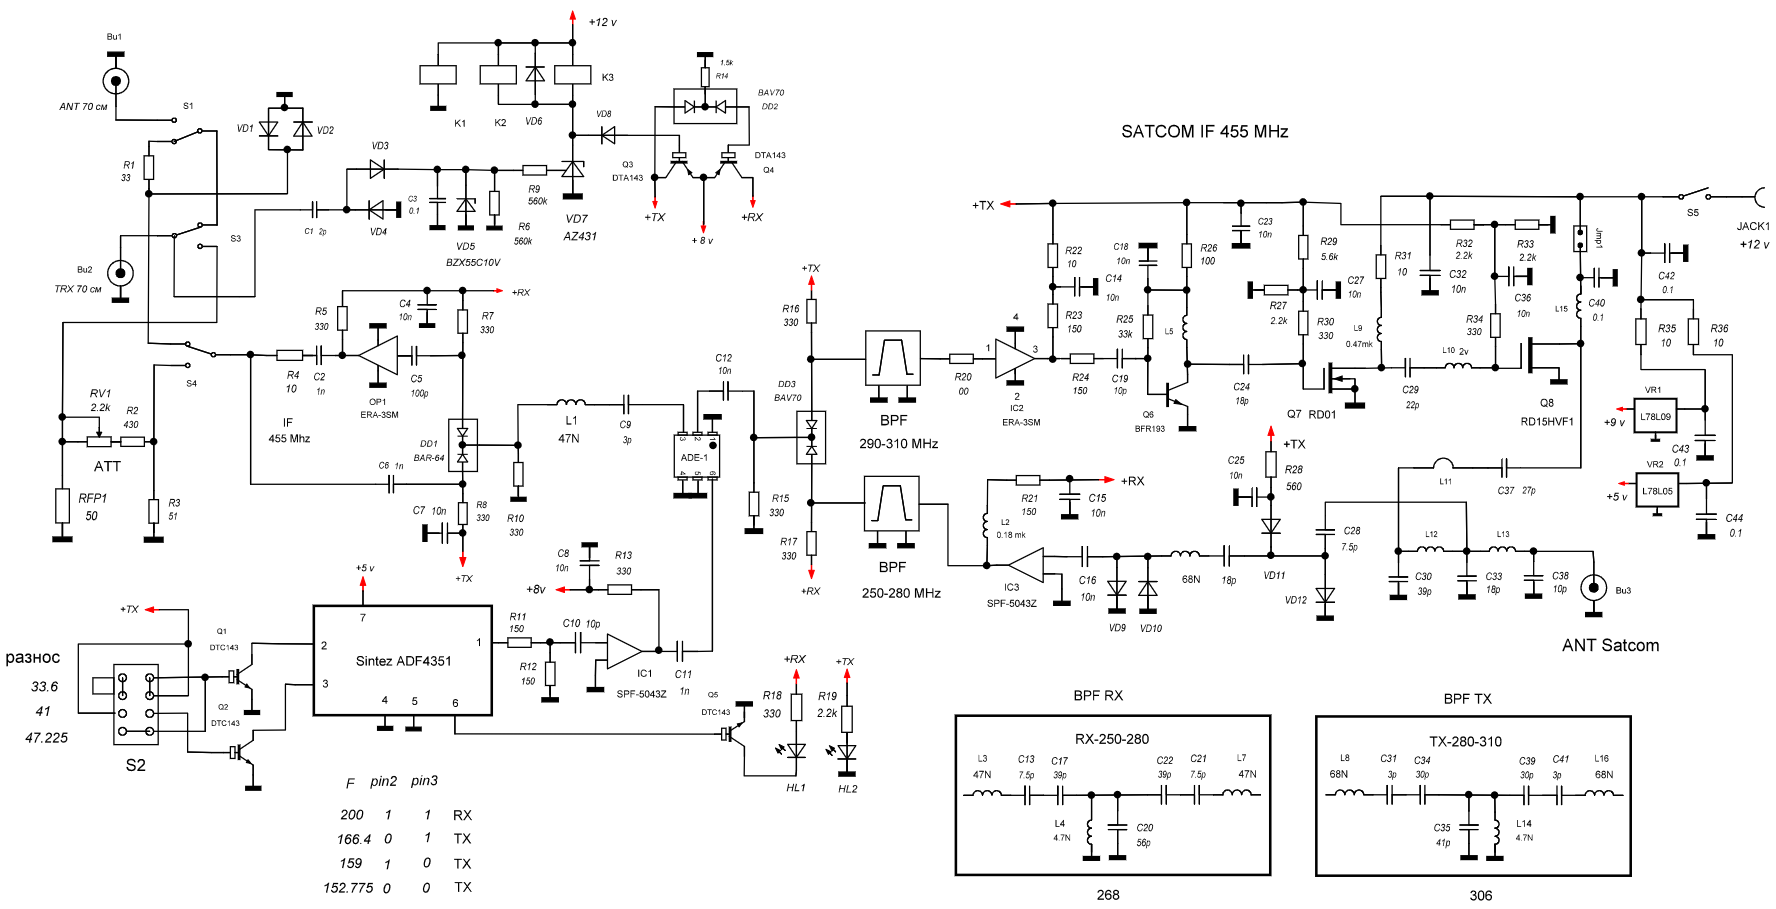 SATCOM IF 455 MHz
Bu1
ANT 70 см
S1
R1
33
VD1
VD2
Bu2
TRX 70 см
S3
S4
RV1
2.2k
R2
430
ATT
RFP1
50
R3
51
+12 v
K1
K2
VD6
K3
VD8
VD3
VD4
C1 2p
C3
0.1
VD5
BZX55C10V
R6
560k
R9
560k
VD7
AZ431
1.5k
R14
BAV70
DD2
Q3
DTA143
DTA143
Q4
+TX
+RX
+ 8 v
R5
330
C4
10n
R7
330
+RX
R4
10
C2
1n
OP1
ERA-3SM
C5
100p
IF
455 Mhz
DD1
BAR-64
C6 1n
C7 10n
R8
330
R10
330
+TX
L1
47N
C9
3p
C12
10n
ADE-1
3
2
1
4
5
6
R15
330
+TX
R16
330
DD3
BAV70
R17
330
+RX
BPF
290-310 MHz
BPF
250-280 MHz
R20
00
1
4
3
2
IC2
ERA-3SM
+TX
R22
10
C14
10n
R23
150
R24
150
C18
10n
R25
33k
C19
10p
Q6
BFR193
L5
R26
100
C23
10n
C24
18p
R29
5.6k
R27
2.2k
C27
10n
R30
330
Q7 RD01
R31
10
L9
0.47mk
C29
22p
L10 2v
C32
10n
R32
2.2k
R33
2.2k
C36
10n
R34
330
Q8
RD15HVF1
Jmp1
L15
C40
0.1
C42
0.1
R35
10
R36
10
S5
JACK1
+12 v
VR1
L78L09
+9 v
C43
0.1
VR2
L78L05
+5 v
C44
0.1
L11
C37 27p
C28
7.5p
L12
L13
C30
39p
C33
18p
C38
10p
Bu3
ANT Satcom
+TX
C25
10n
R28
560
VD11
VD12
18p
68N
C16
10n
VD9
VD10
L2
0.18 mk
R21
150
C15
10n
+RX
IC3
SPF-5043Z
+5 v
7
Sintez ADF4351
2
3
4
5
6
1
+TX
Q1
DTC143
Q2
DTC143
разнос
33.6
41
47.225
S2
R11
150
R12
150
C10 10p
C8
10n
R13
330
+8v
IC1
SPF-5043Z
C11
1n
Q5
DTC143
+RX
R18
330
HL1
+TX
R19
2.2k
HL2
F pin2 pin3
200 1 1 RX
166.4 0 1 TX
159 1 0 TX
152.775 0 0 TX
BPF RX
RX-250-280
L3
47N
C13
7.5p
C17
39p
C22
39p
C21
7.5p
L7
47N
L4
4.7N
C20
56p
268
BPF TX
TX-280-310
L8
68N
C31
3p
C34
30p
C39
30p
C41
3p
L16
68N
C35
41p
L14
4.7N
306